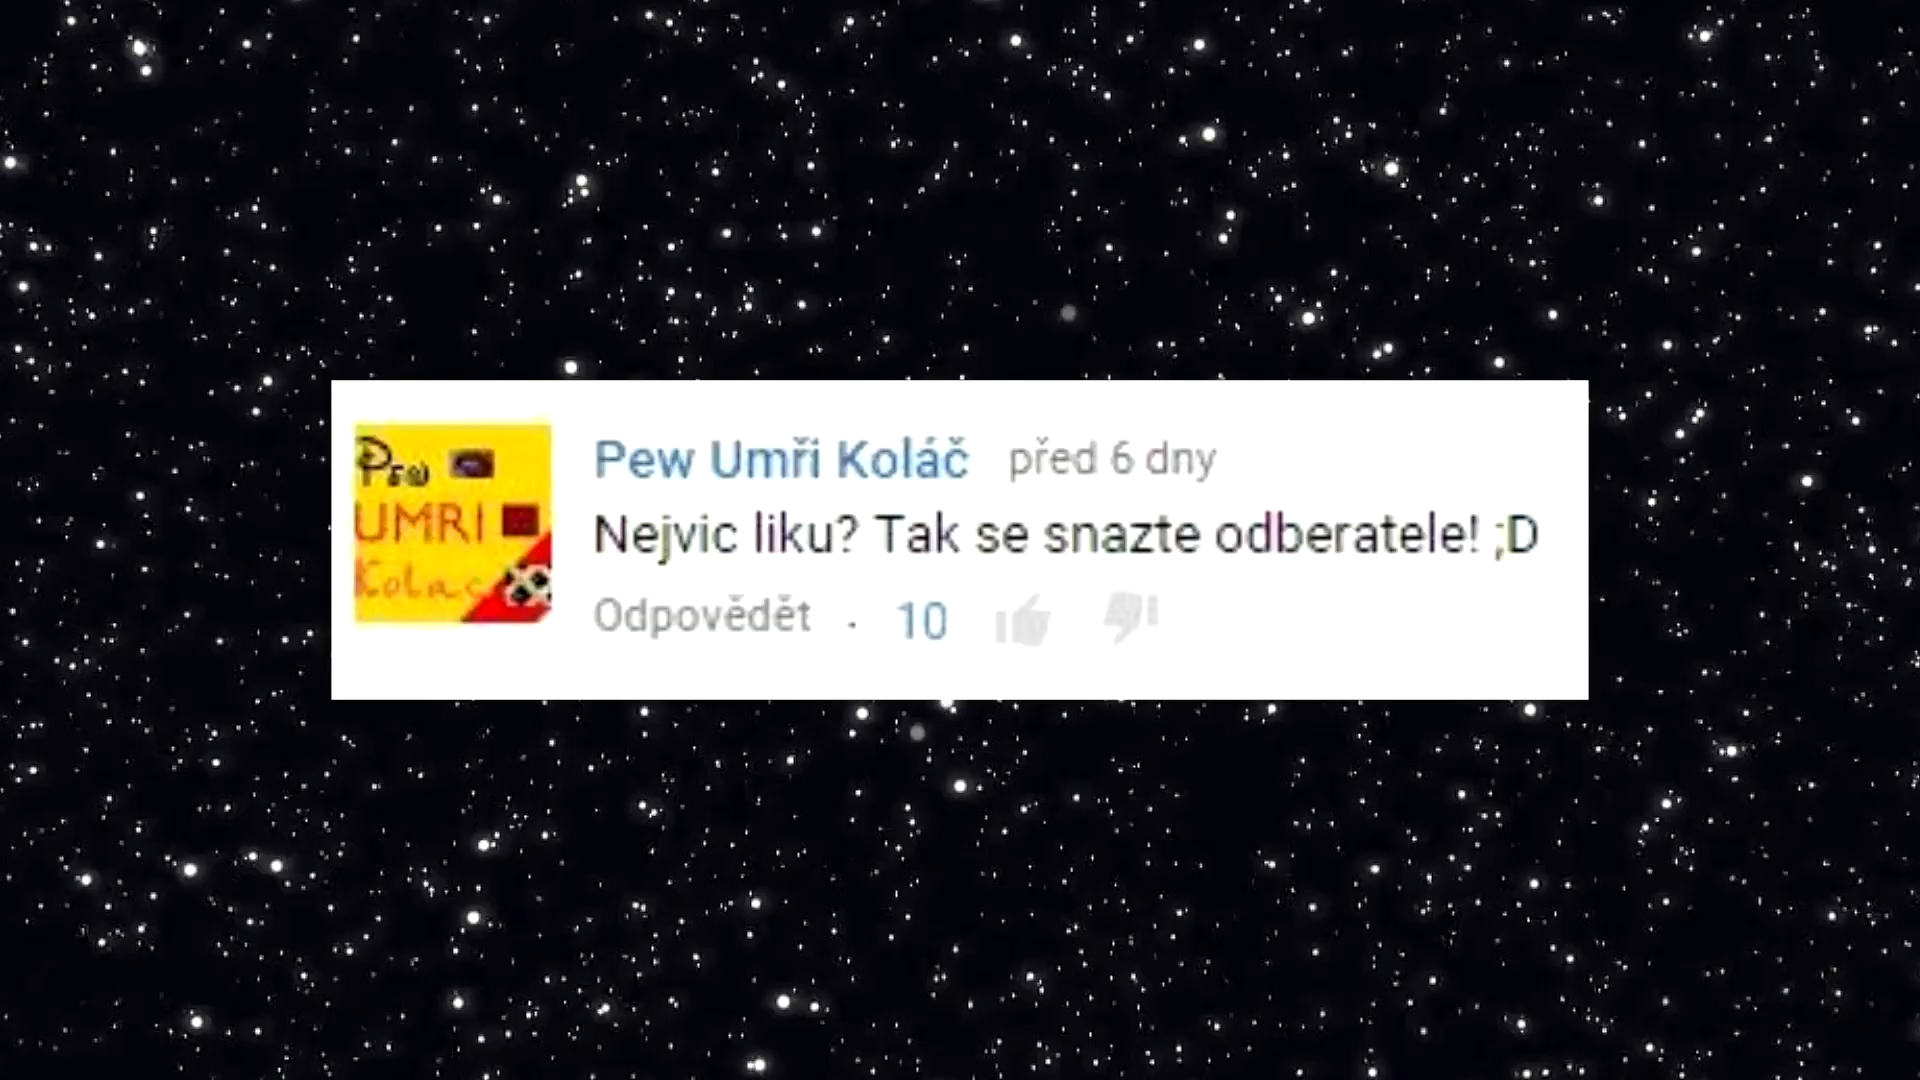 Pew
UMRI
Kolac
Pew Umři Koláč před 6 dny
Nejvic liku? Tak se snazte odberatele! ;D
Odpovědět . 10